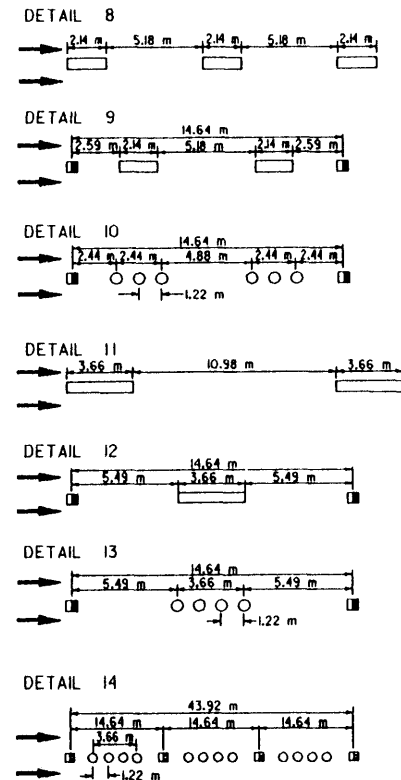 DETAIL 8
2.14 m 5.18 m 2.14 m 5.18 m 2.14 m
DETAIL 9
14.64 m
2.59 m 2.14 m 5.18 m 2.14 m 2.59 m
DETAIL 10
14.64 m
2.44 m 2.44 m 4.88 m 2.44 m 2.44 m
1.22 m
DETAIL 11
3.66 m 10.98 m 3.66 m
DETAIL 12
14.64 m
5.49 m 3.66 m 5.49 m
DETAIL 13
14.64 m
5.49 m 3.66 m 5.49 m
1.22 m
DETAIL 14
43.92 m
14.64 m 14.64 m 14.64 m
3.66 m
1.22 m